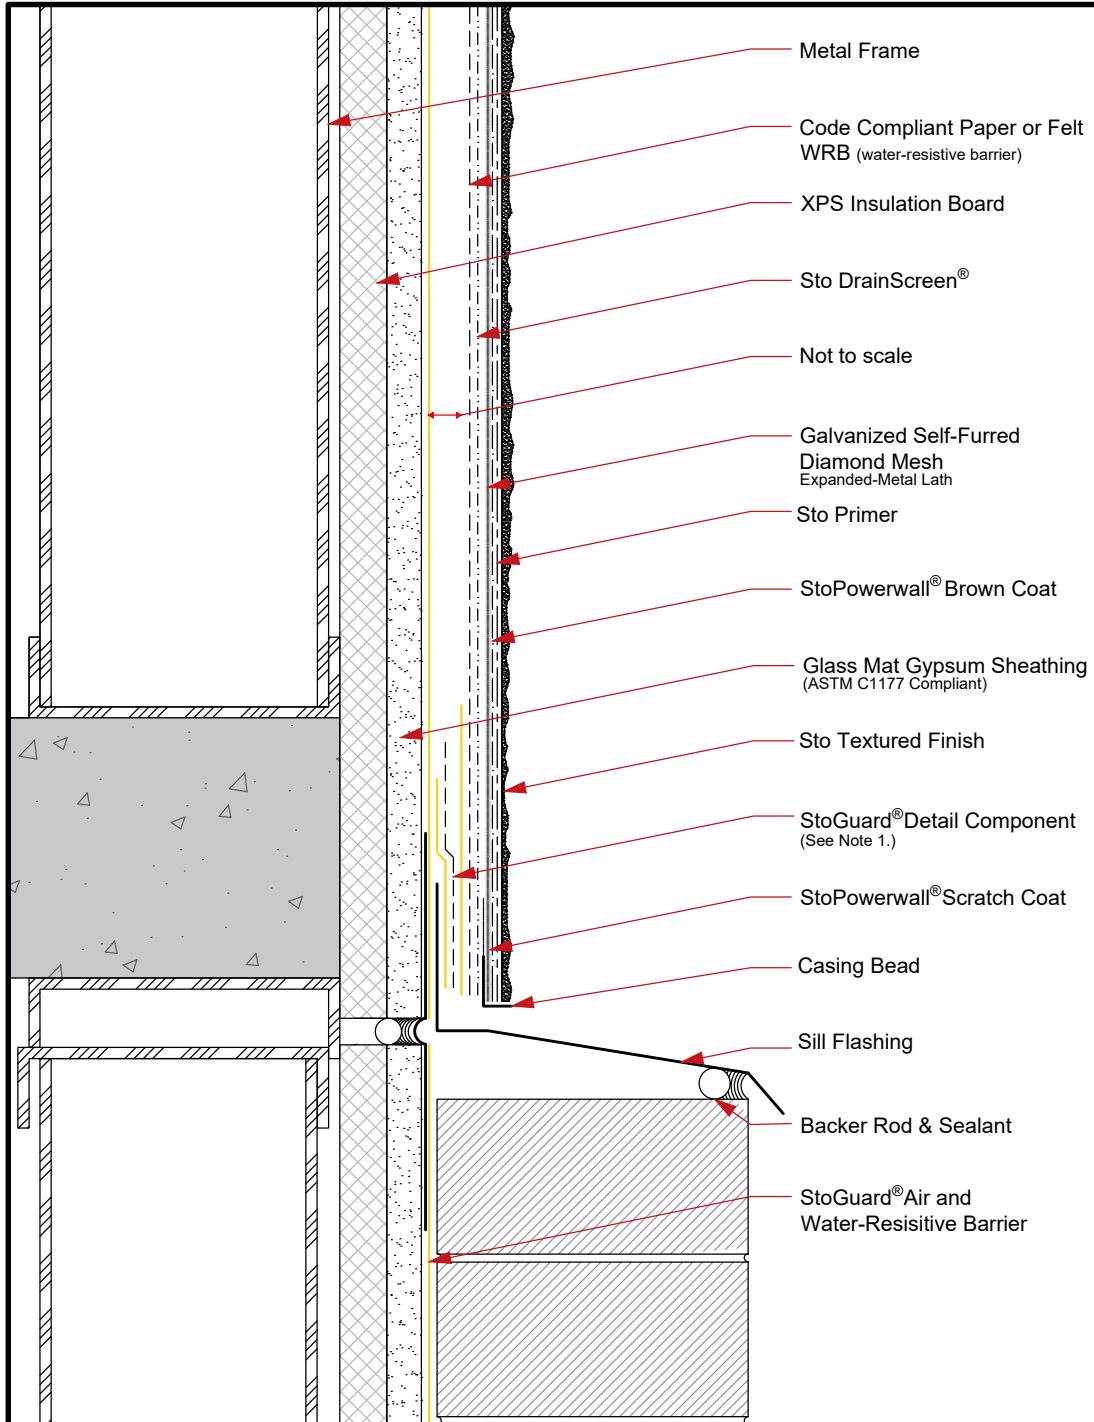 Metal Frame
Code Compliant Paper or Felt
WRB (water-resistive barrier)
XPS Insulation Board
Sto DrainScreen®
Not to scale
Galvanized Self-Furred
Diamond Mesh
Expanded-Metal Lath
Sto Primer
StoPowerwall® Brown Coat
Glass Mat Gypsum Sheathing
(ASTM C1177 Compliant)
Sto Textured Finish
StoGuard® Detail Component
(See Note 1.)
StoPowerwall® Scratch Coat
Casing Bead
Sill Flashing
Backer Rod & Sealant
StoGuard® Air and
Water-Resisitive Barrier